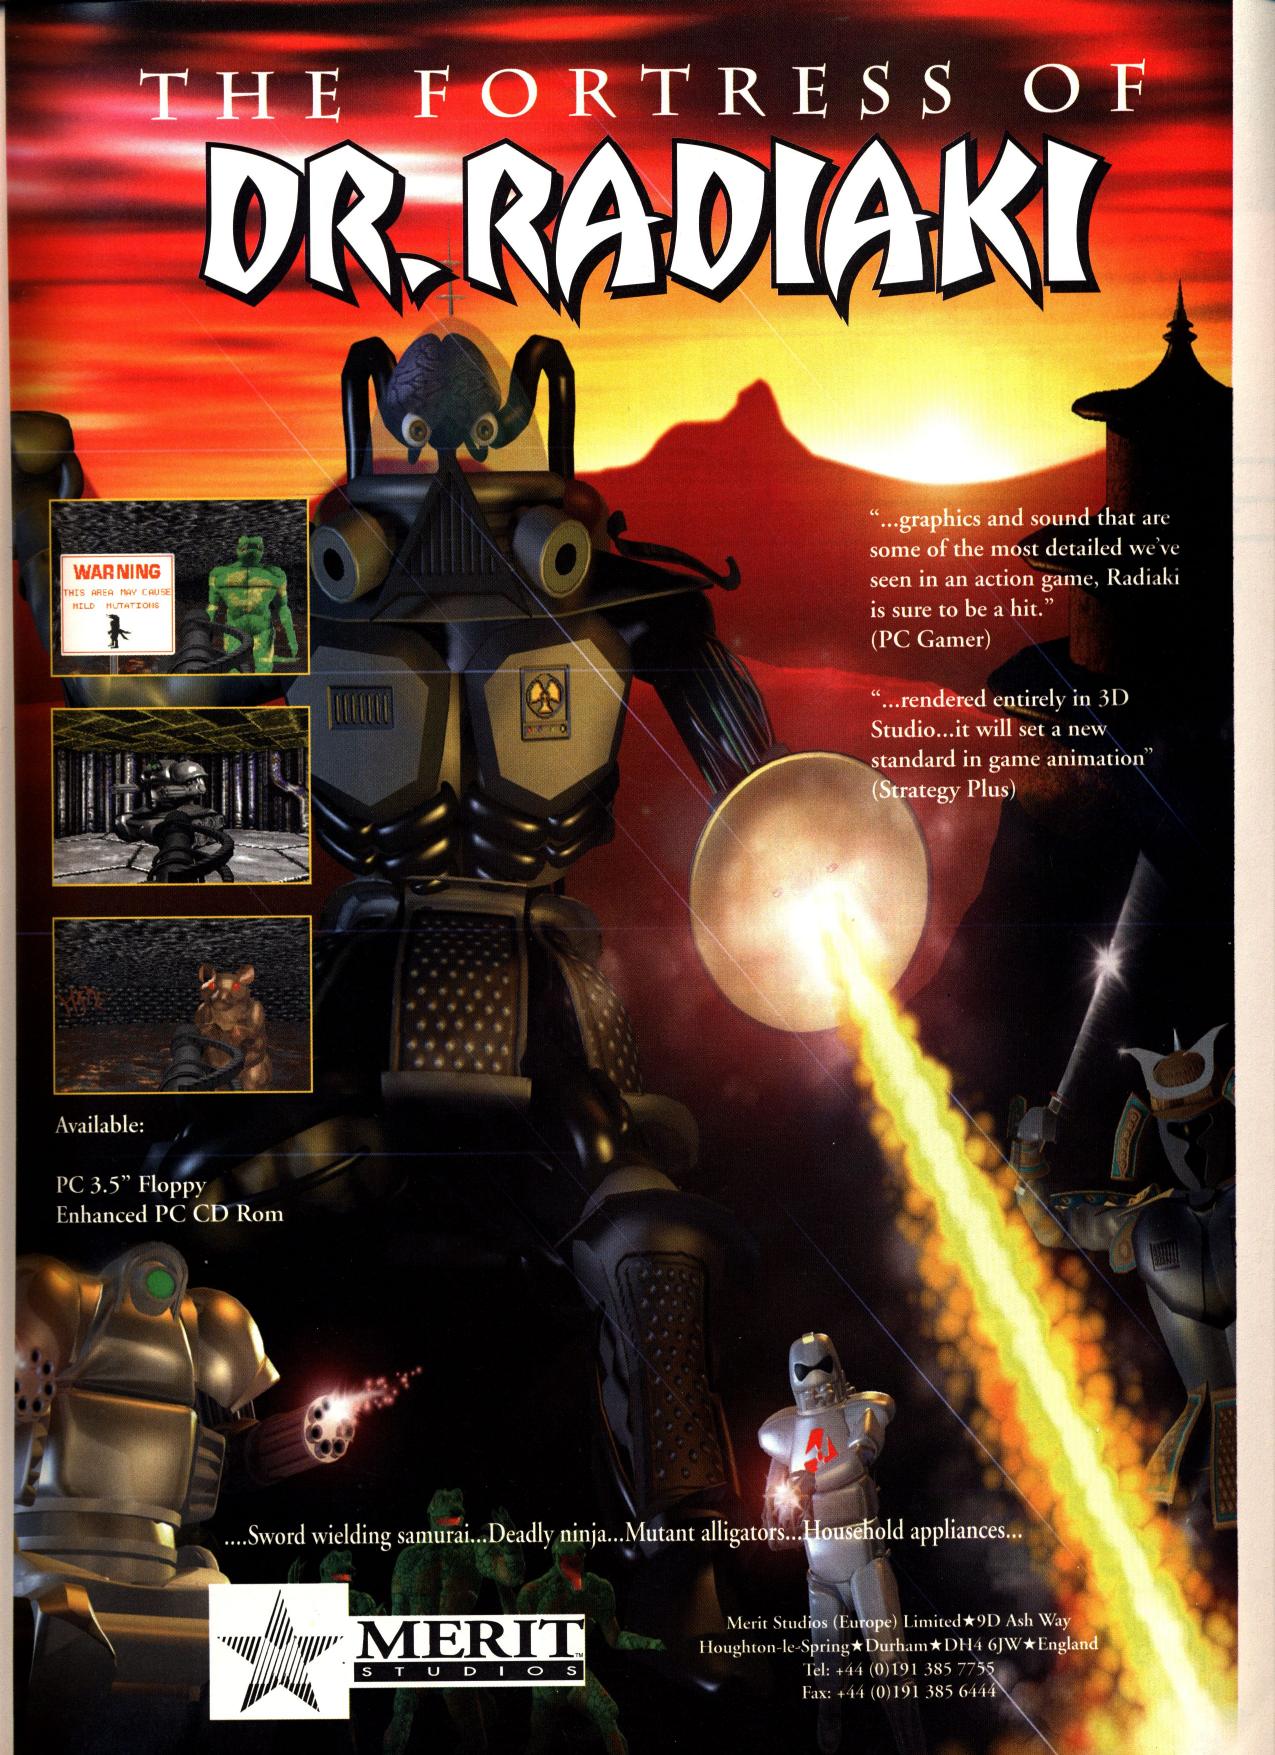 THE FORTRESS OF
DR. RADIAKI
WARNING
THIS AREA MAY CAUSE
MILD MUTATIONS
"...graphics and sound that are
some of the most detailed we've
seen in an action game, Radiaki
is sure to be a hit."
(PC Gamer)
"...rendered entirely in 3D
Studio...it will set a new
standard in game animation"
(Strategy Plus)
Available:
PC 3.5" Floppy
Enhanced PC CD Rom
....Sword wielding samurai...Deadly ninja...Mutant alligators...Household appliances...
MERIT™
STUDIOS
Merit Studios (Europe) Limited★9D Ash Way
Houghton-le-Spring★Durham★DH4 6JW★England
Tel: +44 (0)191 385 7755
Fax: +44 (0)191 385 6444